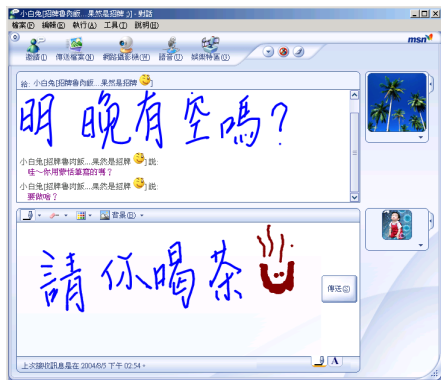 小白兔[招牌魯肉飯...果然是招牌 ;)] - 對話
檔案(F) 編輯(E) 執行(A) 工具(T) 說明(H)
msn
邀請(I) 傳送檔案(N) 網路攝影機(W) 語音(O) 娛樂特區(G)
給: 小白兔[招牌魯肉飯...果然是招牌 ]
明晚有空嗎?
小白兔[招牌魯肉飯...果然是招牌 ] 說:
哇~你用蒙恬筆寫的嗎?
小白兔[招牌魯肉飯...果然是招牌 ] 說:
要做啥?
背景(B)
請你喝茶
傳送(S)
A
上次接收訊息是在 2004/8/5 下午 02:54。